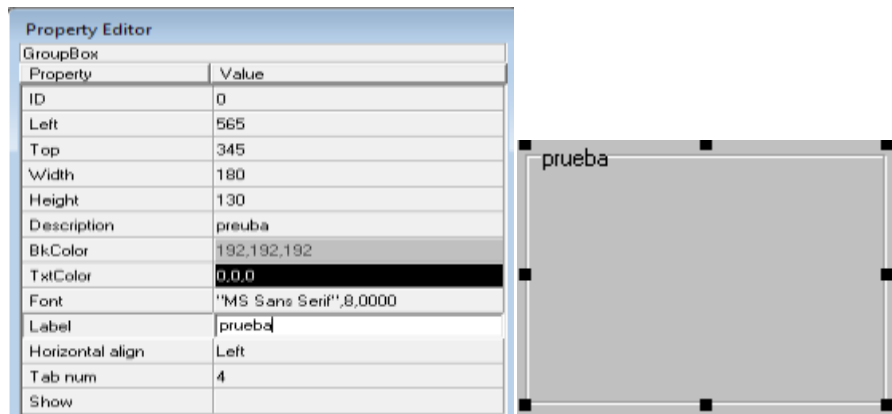 Property Editor
GroupBox
Property Value
ID 0
Left 565
Top 345
Width 180
Height 130
Description preuba
BkColor 192,192,192
TxtColor 0,0,0
Font "MS Sans Serif",8,0000
Label prueba
Horizontal align Left
Tab num 4
Show
prueba